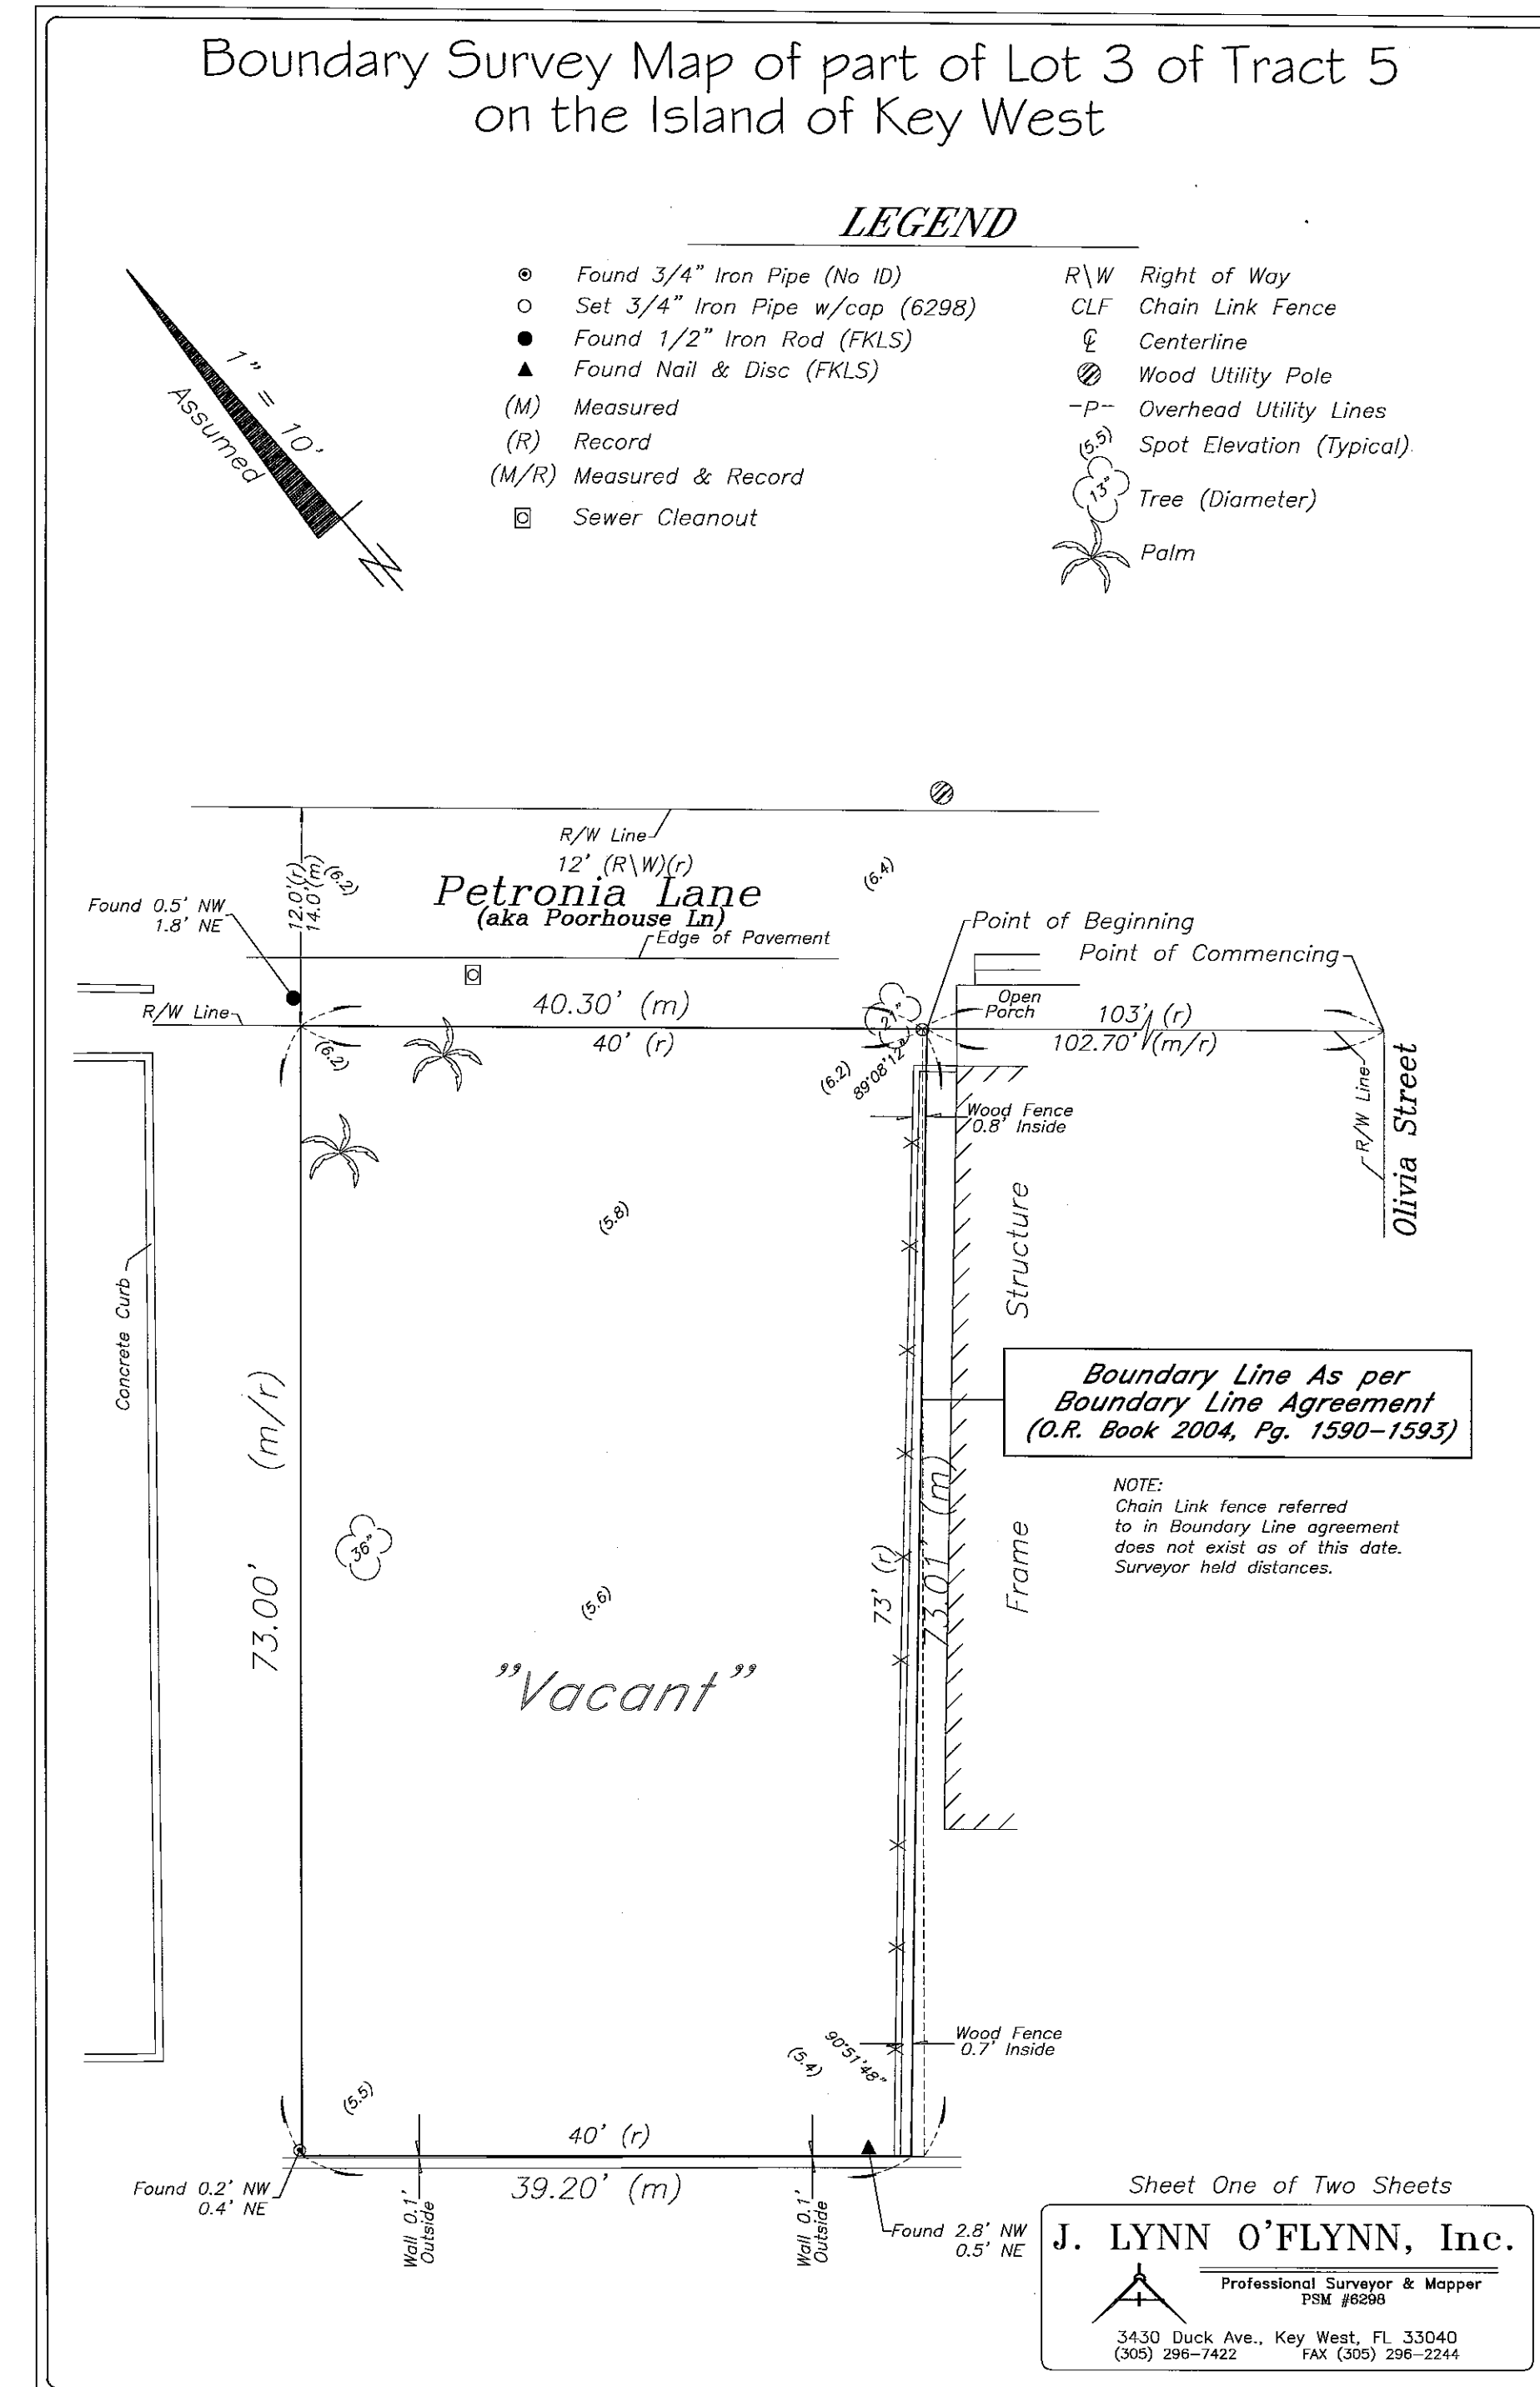 Boundary Survey Map of part of Lot 3 of Tract 5
on the Island of Key West
LEGEND
Found 3/4" Iron Pipe (No ID)
Set 3/4" Iron Pipe w/cap (6298)
Found 1/2" Iron Rod (FKLS)
Found Nail & Disc (FKLS)
(M) Measured
(R) Record
(M/R) Measured & Record
Sewer Cleanout
R\W Right of Way
CLF Chain Link Fence
℄ Centerline
Wood Utility Pole
-P- Overhead Utility Lines
(5.5) Spot Elevation (Typical)
13" Tree (Diameter)
Palm
1" = 10'
Assumed
N
R/W Line
12' (R\W)(r)
Petronia Lane
(aka Poorhouse Ln)
Edge of Pavement
12.0'(r)
14.0'(m)
(6.2)
(6.4)
Found 0.5' NW
1.8' NE
R/W Line
Point of Beginning
Point of Commencing
Open
Porch
40.30' (m)
40' (r)
103' (r)
102.70' (m/r)
21"
(6.2)
(6.2)
89°08'12"
Wood Fence
0.8' Inside
R/W Line
Olivia Street
Concrete Curb
(5.8)
Structure
Frame
Boundary Line As per
Boundary Line Agreement
(O.R. Book 2004, Pg. 1590-1593)
NOTE:
Chain Link fence referred
to in Boundary Line agreement
does not exist as of this date.
Surveyor held distances.
73.00' (m/r)
36"
(5.6)
73' (r)
73.01' (m)
"Vacant"
Wood Fence
0.7' Inside
90°51'48"
(5.4)
(5.5)
40' (r)
39.20' (m)
Found 0.2' NW
0.4' NE
Wall 0.1'
Outside
Wall 0.1'
Outside
Found 2.8' NW
0.5' NE
Sheet One of Two Sheets
J. LYNN O'FLYNN, Inc.
Professional Surveyor & Mapper
PSM #6298
3430 Duck Ave., Key West, FL 33040
(305) 296-7422 FAX (305) 296-2244